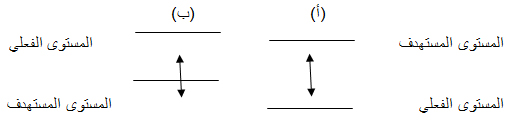 (أ) (ب)
المستوى المستهدف المستوى الفعلي
المستوى الفعلي المستوى المستهدف